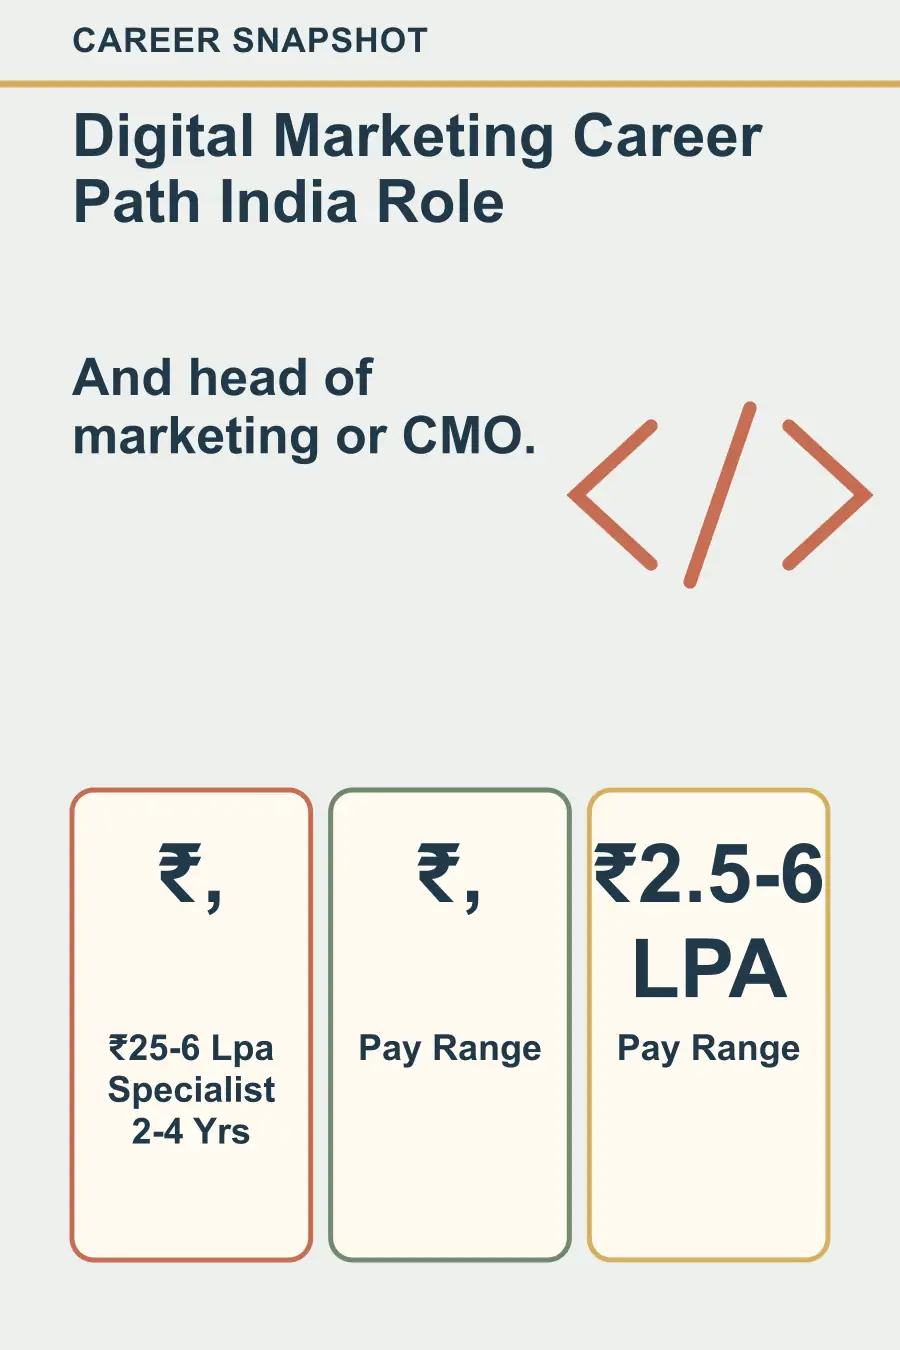 CAREER SNAPSHOT
Digital Marketing Career
Path India Role
And head of
marketing or CMO.
₹,
₹25-6 Lpa
Specialist
2-4 Yrs
₹,
Pay Range
₹2.5-6
LPA
Pay Range